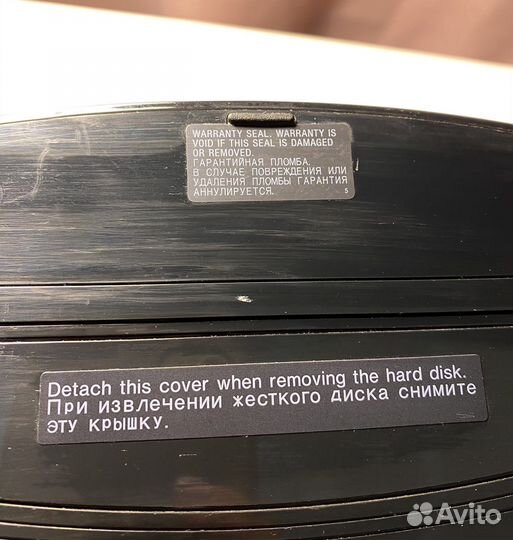 WARRANTY SEAL. WARRANTY IS
VOID IF THIS SEAL IS DAMAGED
OR REMOVED.
ГАРАНТИЙНАЯ ПЛОМБА.
В СЛУЧАЕ ПОВРЕЖДЕНИЯ ИЛИ
УДАЛЕНИЯ ПЛОМБЫ ГАРАНТИЯ
АННУЛИРУЕТСЯ.
5
Detach this cover when removing the hard disk.
При извлечении жесткого диска снимите
эту крышку.
Avito